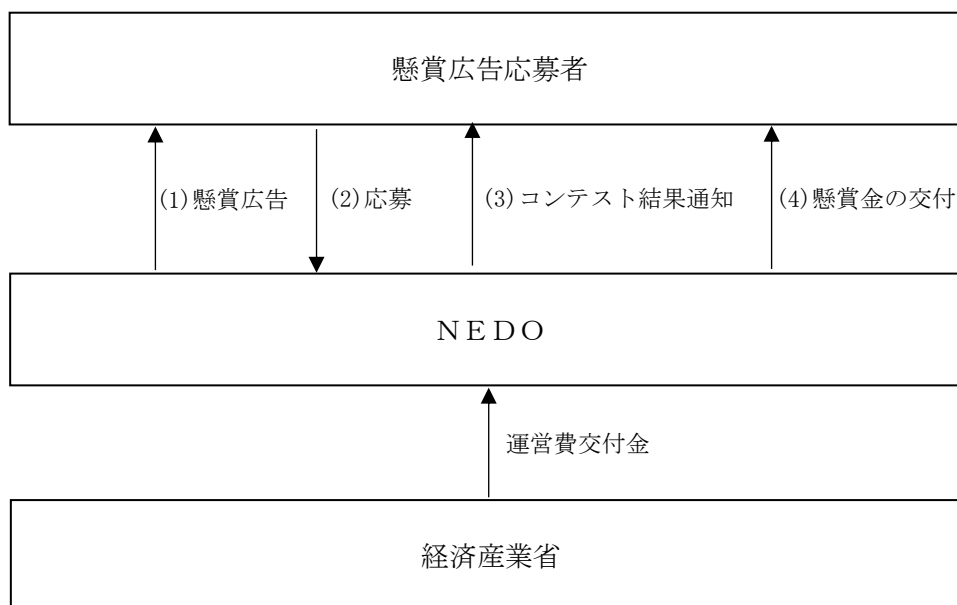 懸賞広告応募者
(1)懸賞広告
(2)応募
(3)コンテスト結果通知
(4)懸賞金の交付
ＮＥＤＯ
運営費交付金
経済産業省